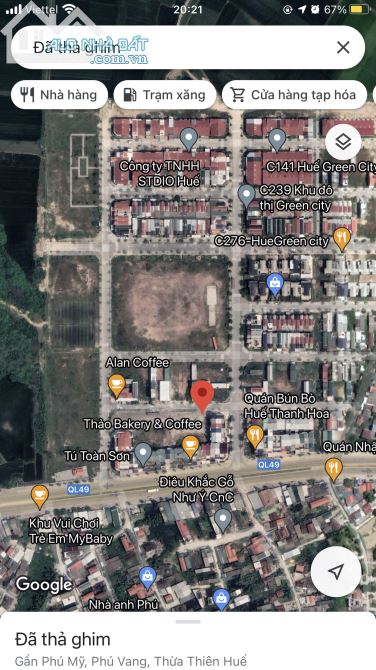 Viettel
20:21
67%
Đã thả ghim
ALO NHÀ ĐẤT
.com.vn
Nhà hàng
Trạm xăng
Cửa hàng tạp hóa
Công ty TNHH
STDIO Huế
C141 Huế Green City
C239 Khu đô
thị Green city
C276-HueGreen city
Alan Coffee
Thảo Bakery & Coffee
Quán Bún Bò
Huế Thanh Hoa
Tú Toàn Sơn
Quán Nhậ
QL49
QL49
Điêu Khắc Gỗ
Như Ý CnC
Khu Vui Chơi
Trẻ Em MyBaby
Google
Nhà anh Phú
Đã thả ghim
Gần Phú Mỹ, Phú Vang, Thừa Thiên Huế